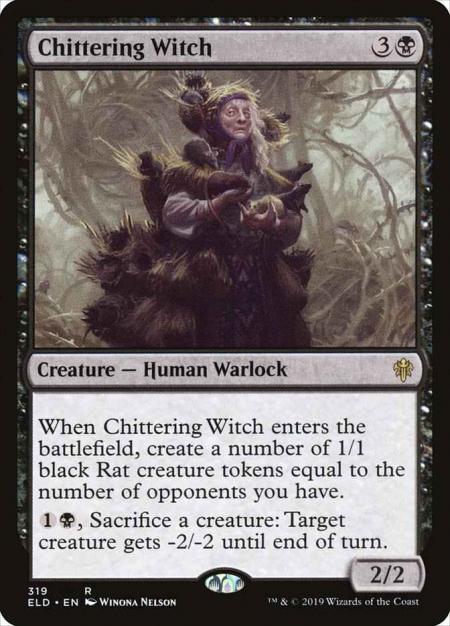 Chittering Witch 3
Creature — Human Warlock
When Chittering Witch enters the
battlefield, create a number of 1/1
black Rat creature tokens equal to the
number of opponents you have.
1, Sacrifice a creature: Target
creature gets -2/-2 until end of turn.
2/2
319 R
ELD • EN Winona Nelson ™ & © 2019 Wizards of the Coast